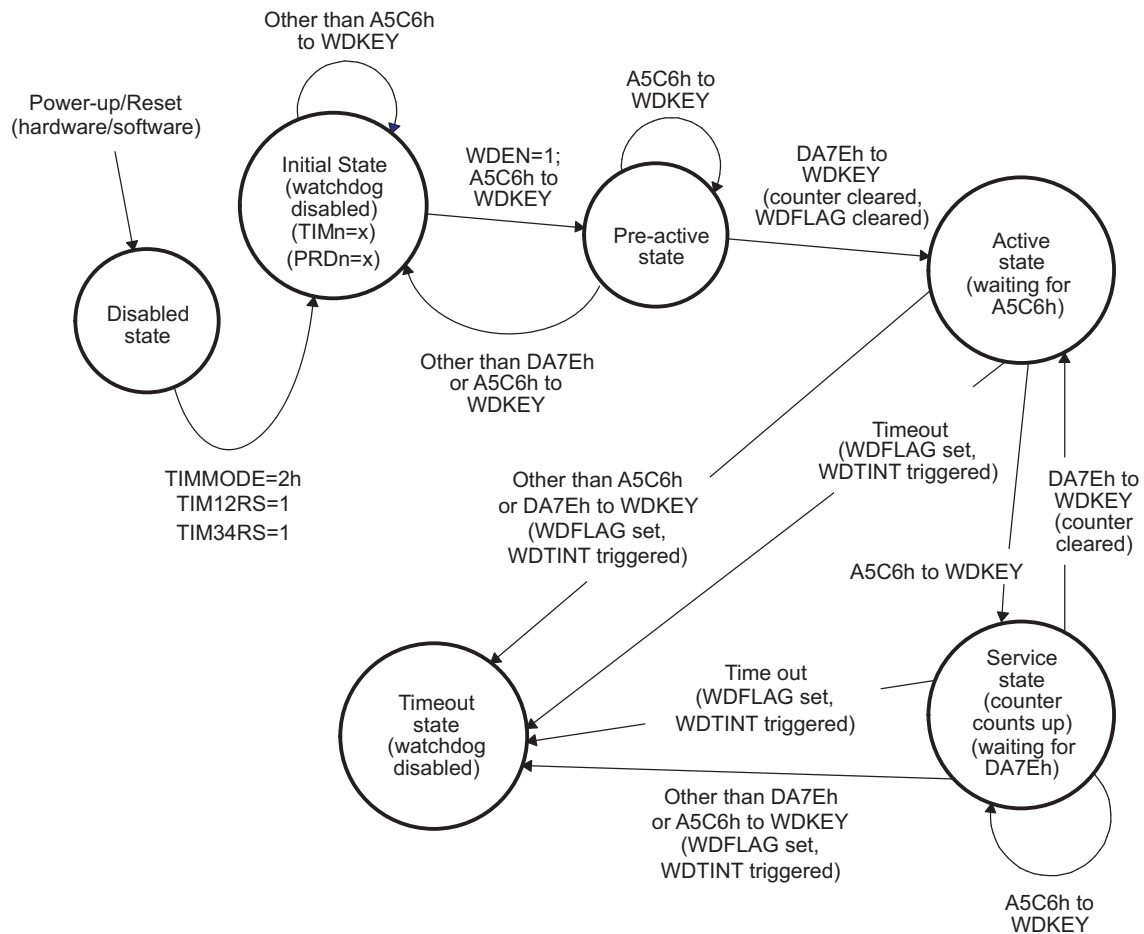 Other than A5C6h
to WDKEY
Power-up/Reset
(hardware/software)
Initial State
(watchdog
disabled)
(TIMn=x)
(PRDn=x)
WDEN=1;
A5C6h to
WDKEY
A5C6h to
WDKEY
Pre-active
state
DA7Eh to
WDKEY
(counter cleared,
WDFLAG cleared)
Active
state
(waiting for
A5C6h)
Disabled
state
Other than DA7Eh
or A5C6h to
WDKEY
TIMMODE=2h
TIM12RS=1
TIM34RS=1
Other than A5C6h
or DA7Eh to WDKEY
(WDFLAG set,
WDTINT triggered)
Timeout
(WDFLAG set,
WDTINT triggered)
DA7Eh to
WDKEY
(counter
cleared)
A5C6h to WDKEY
Timeout
state
(watchdog
disabled)
Time out
(WDFLAG set,
WDTINT triggered)
Service
state
(counter
counts up)
(waiting for
DA7Eh)
Other than DA7Eh
or A5C6h to WDKEY
(WDFLAG set,
WDTINT triggered)
A5C6h to
WDKEY